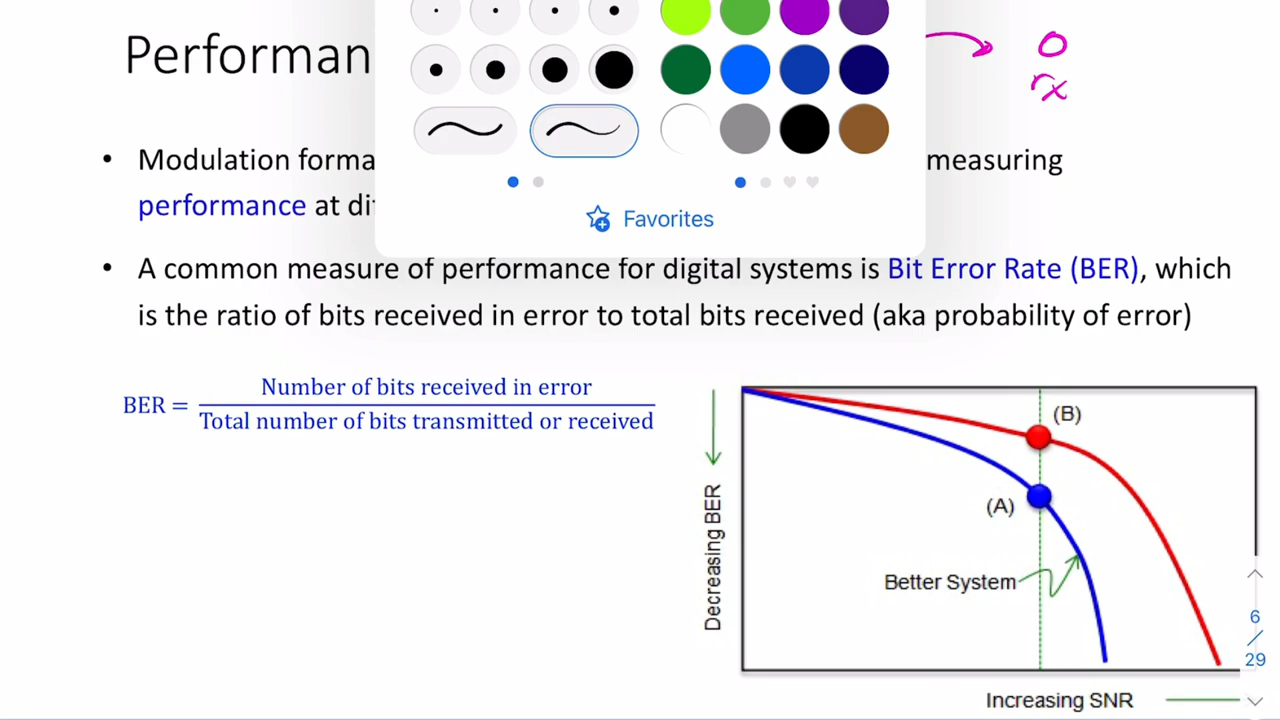 Performan
O
rx
• Modulation forma measuring
performance at di
• A common measure of performance for digital systems is Bit Error Rate (BER), which
is the ratio of bits received in error to total bits received (aka probability of error)
Favorites
BER = Number of bits received in error
Total number of bits transmitted or received
Decreasing BER
(B)
(A)
Better System
Increasing SNR
6
/
29